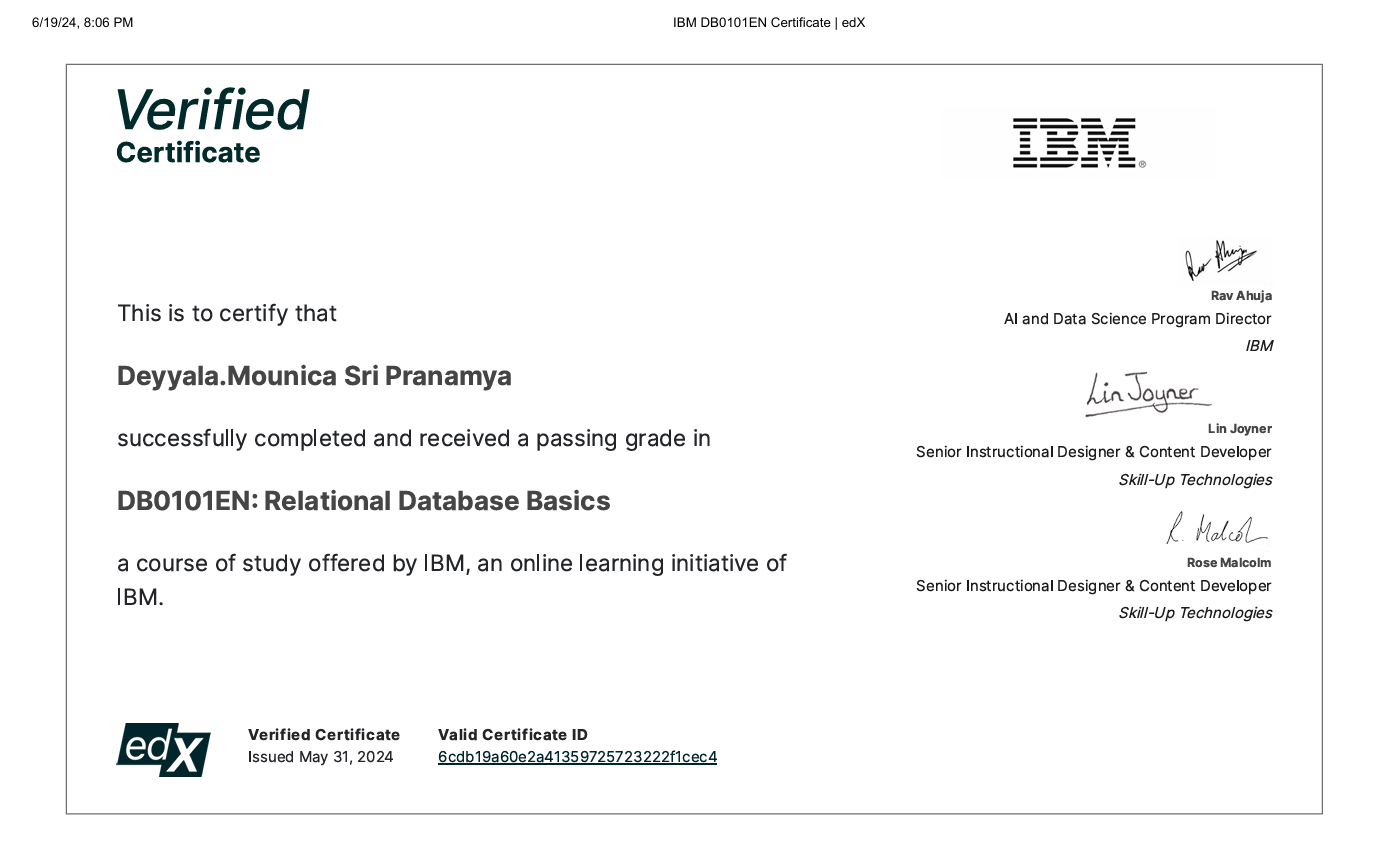 6/19/24, 8:06 PM
IBM DB0101EN Certificate | edX
Verified
Certificate
IBM®
This is to certify that
Deyyala.Mounica Sri Pranamya
successfully completed and received a passing grade in
DB0101EN: Relational Database Basics
a course of study offered by IBM, an online learning initiative of
IBM.
Rav Ahuja
Rav Ahuja
AI and Data Science Program Director
IBM
Lin Joyner
Lin Joyner
Senior Instructional Designer & Content Developer
Skill-Up Technologies
R. Malcol
Rose Malcolm
Senior Instructional Designer & Content Developer
Skill-Up Technologies
edX
Verified Certificate
Issued May 31, 2024
Valid Certificate ID
6cdb19a60e2a41359725723222f1cec4